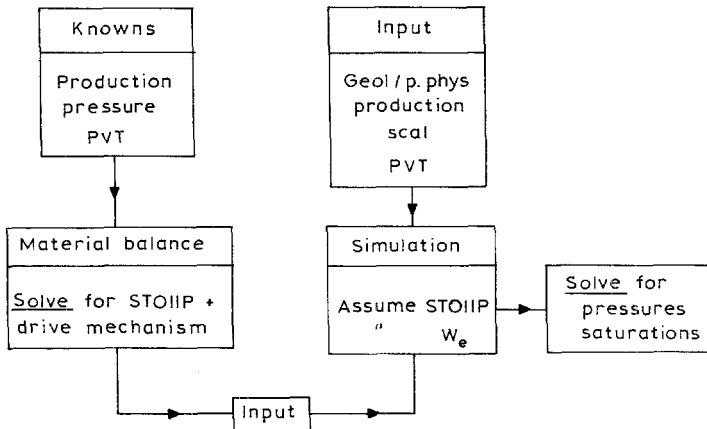 Knowns
Production
pressure
PVT
Input
Geol / p. phys
production
scal
PVT
Material balance
Solve for STOIIP +
drive mechanism
Simulation
Assume STOIIP
" We
Solve for
pressures
saturations
Input